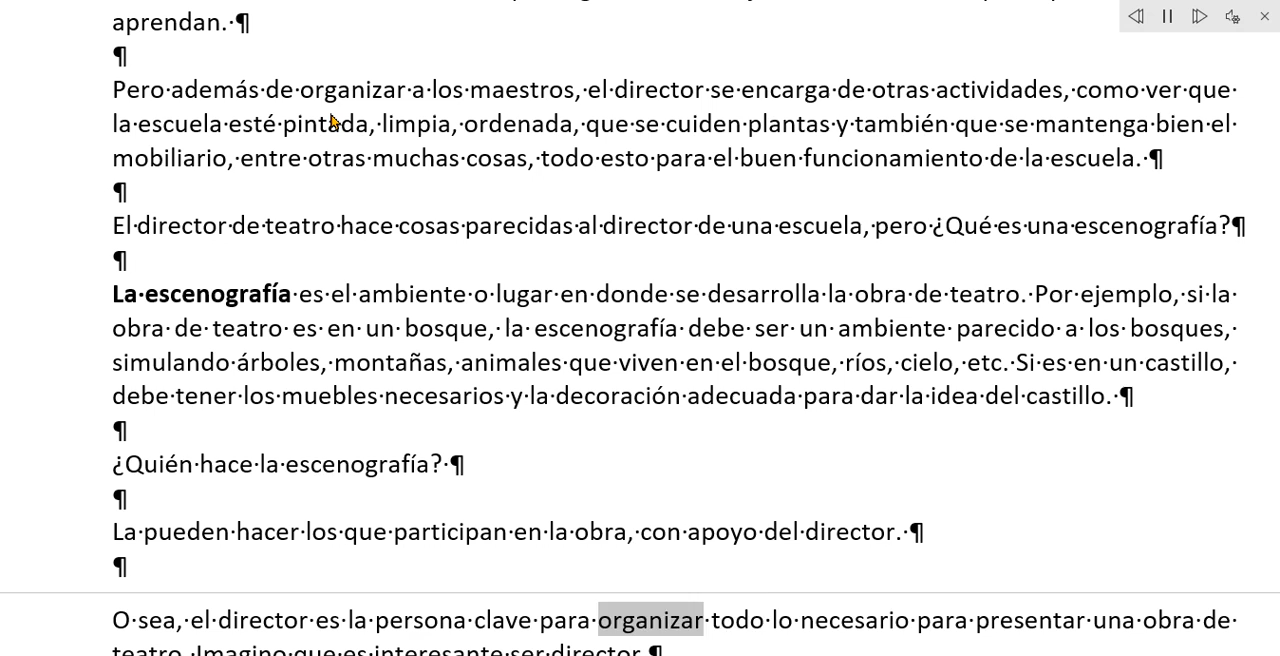 aprendan. ¶
¶
Pero además de organizar a los maestros, el director se encarga de otras actividades, como ver que
la escuela esté pintada, limpia, ordenada, que se cuiden plantas y también que se mantenga bien el
mobiliario, entre otras muchas cosas, todo esto para el buen funcionamiento de la escuela. ¶
¶
El director de teatro hace cosas parecidas al director de una escuela, pero ¿Qué es una escenografía?¶
¶
La escenografía es el ambiente o lugar en donde se desarrolla la obra de teatro. Por ejemplo, si la
obra de teatro es en un bosque, la escenografía debe ser un ambiente parecido a los bosques,
simulando árboles, montañas, animales que viven en el bosque, ríos, cielo, etc. Si es en un castillo,
debe tener los muebles necesarios y la decoración adecuada para dar la idea del castillo. ¶
¶
¿Quién hace la escenografía? ¶
¶
La pueden hacer los que participan en la obra, con apoyo del director. ¶
¶
O sea, el director es la persona clave para organizar todo lo necesario para presentar una obra de
teatro. Imagino que es interesante ser director. ¶